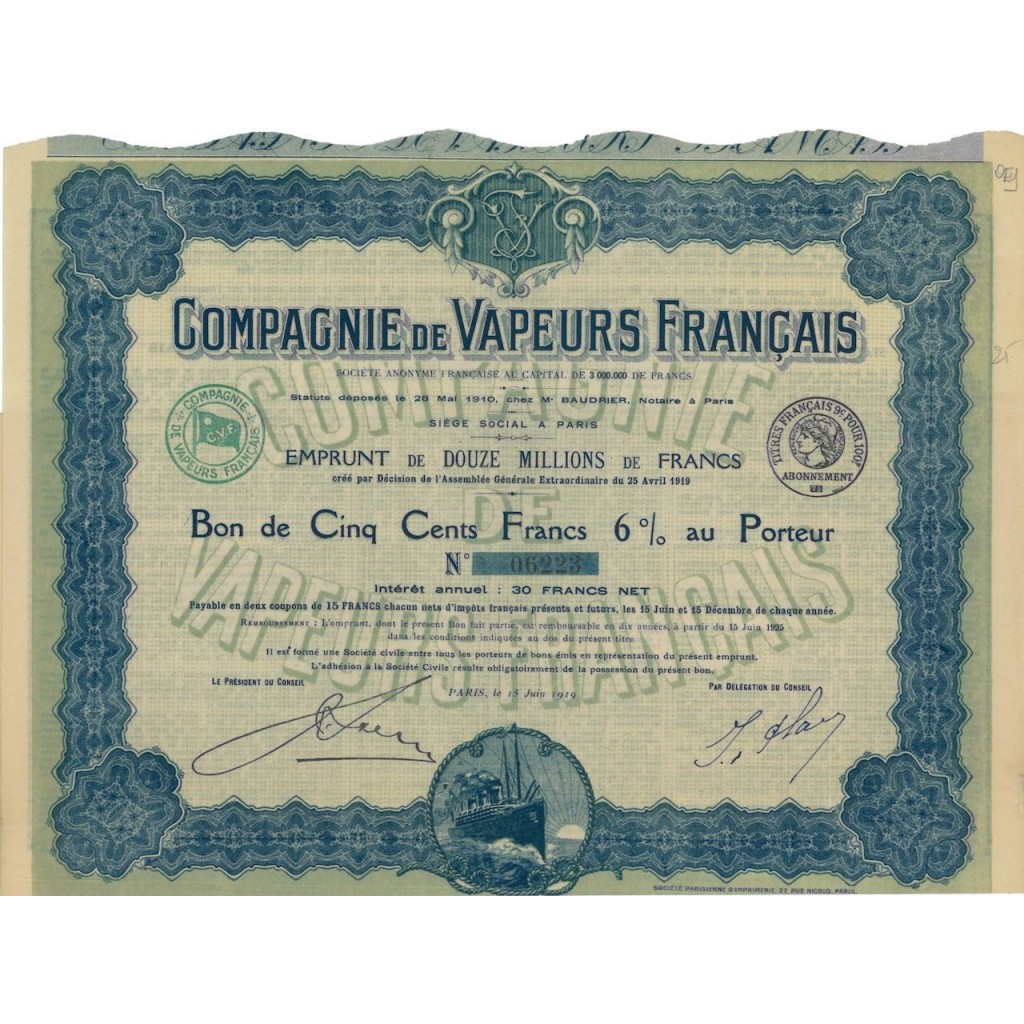 COMPAGNIE DE VAPEURS FRANÇAIS
SOCIÉTÉ ANONYME FRANÇAISE AU CAPITAL DE 3 000.000 DE FRANCS
Statuts déposés le 28 Mai 1910, chez Mᵉ BAUDRIER, Notaire à Paris
SIÈGE SOCIAL A PARIS
COMPAGNIE DE VAPEURS FRANÇAIS
C.V.F.
TITRES FRANÇAIS 9ᶜ POUR 100ᶠ
ABONNEMENT
EMPRUNT DE DOUZE MILLIONS DE FRANCS
créé par Décision de l'Assemblée Générale Extraordinaire du 25 Avril 1919
COMPAGNIE
DE
VAPEURS FRANÇAIS
Bon de Cinq Cents Francs 6% au Porteur
N° 06223
Intérêt annuel : 30 FRANCS NET
Payable en deux coupons de 15 FRANCS chacun nets d'impôts français présents et futurs, les 15 Juin et 15 Décembre de chaque année.
REMBOURSEMENT : L'emprunt, dont le présent Bon fait partie, est remboursable en dix années, à partir du 15 Juin 1925
dans les conditions indiquées au dos du présent titre
Il est formé une Société civile entre tous les porteurs de bons émis en représentation du présent emprunt.
L'adhésion à la Société Civile résulte obligatoirement de la possession du présent bon.
LE PRÉSIDENT DU CONSEIL
PARIS, le 15 Juin 1919
PAR DÉLÉGATION DU CONSEIL
SOCIÉTÉ PARISIENNE D'IMPRIMERIE, 27, RUE NICOLO, PARIS.